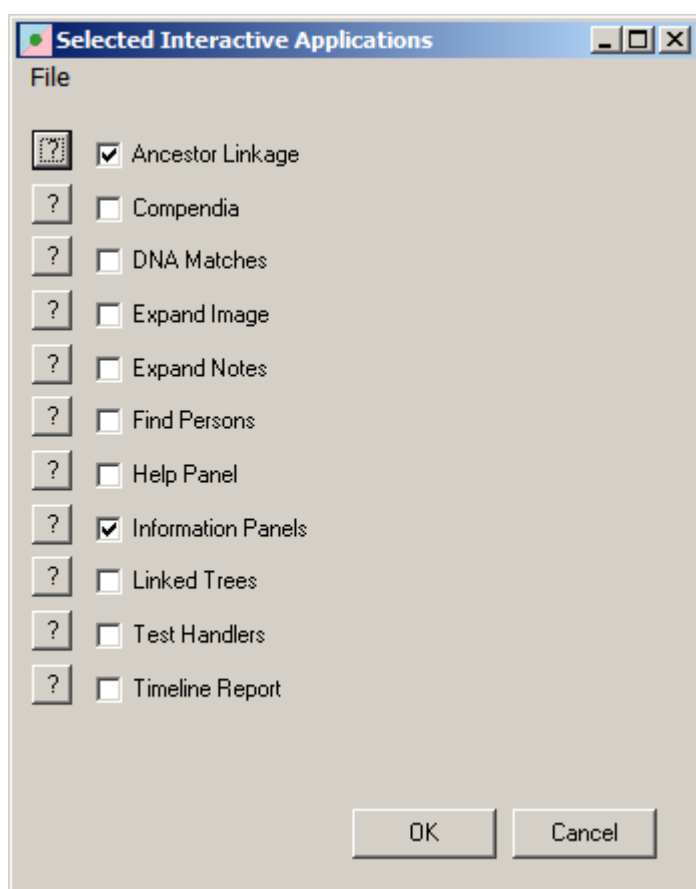 Selected Interactive Applications
File
? Ancestor Linkage
? Compendia
? DNA Matches
? Expand Image
? Expand Notes
? Find Persons
? Help Panel
? Information Panels
? Linked Trees
? Test Handlers
? Timeline Report
OK Cancel